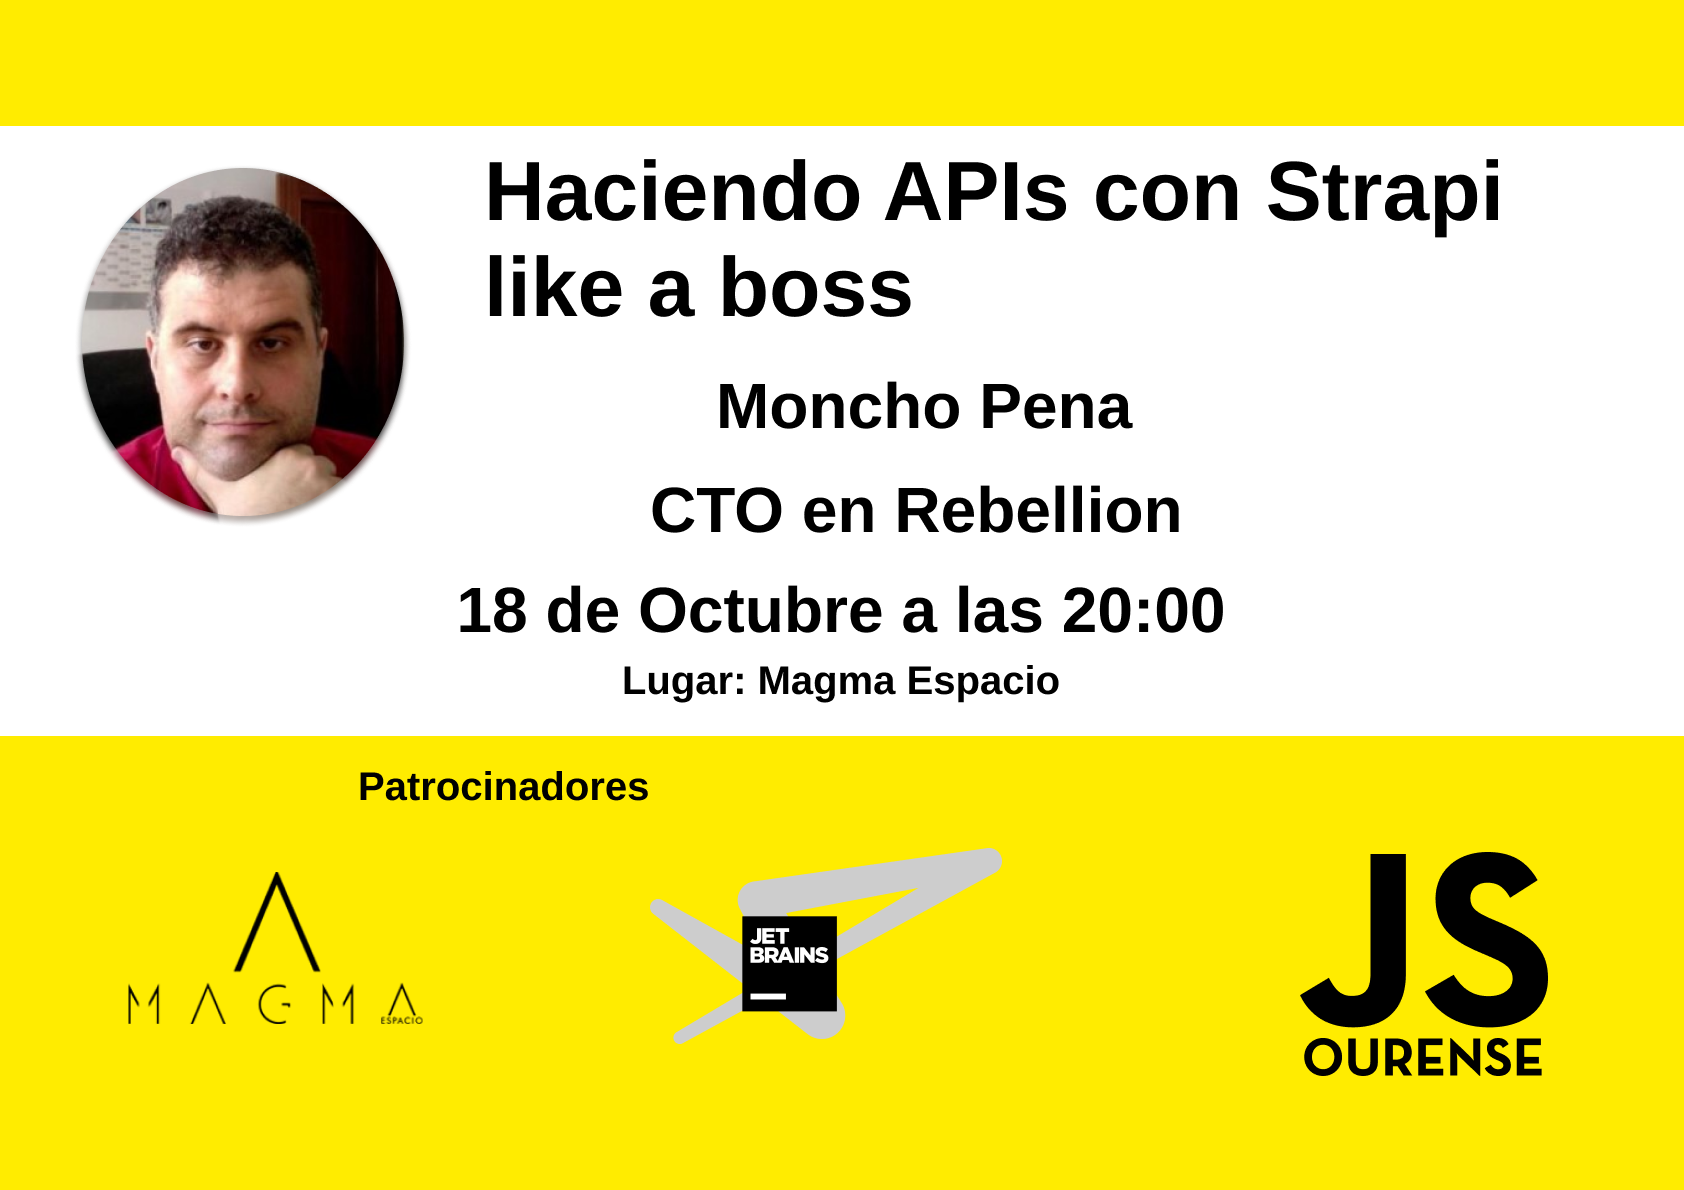 Haciendo APIs con Strapi
like a boss
Moncho Pena
CTO en Rebellion
18 de Octubre a las 20:00
Lugar: Magma Espacio
Patrocinadores
MAGMA
ESPACIO
JET
BRAINS
JS
OURENSE